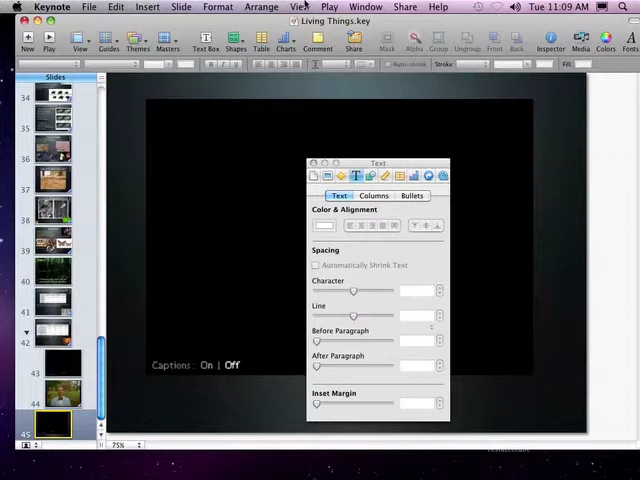 Keynote File Edit Insert Slide Format Arrange View Play Window Share Help Tue 11:09 AM
Living Things.key
New Play View Guides Themes Masters Text Box Shapes Table Charts Comment Share Mask Alpha Group Front Back Inspector Media Colors Fonts
Auto-shrink Stroke: Fill:
Slides
34
35
36
37
38
39
40
41
42
43
44
45
Text
Text Columns Bullets
Color & Alignment
Spacing
Automatically Shrink Text
Character
Line
Before Paragraph
After Paragraph
Inset Margin
Captions: On | Off
75%